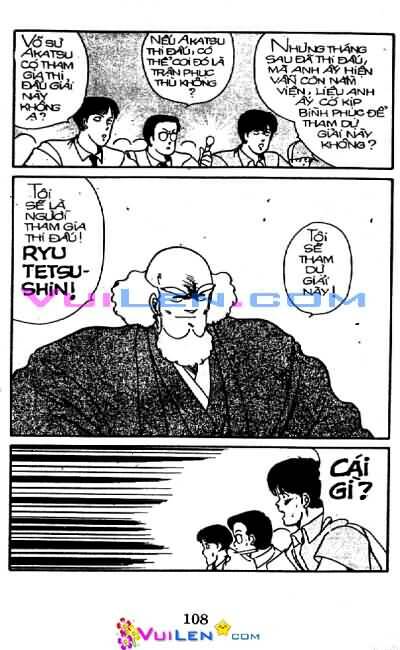 VÕ SƯ
AKATSU
CÓ THAM
GIA THI
ĐẤU GIẢI
NÀY
KHÔNG
Ạ?
NẾU AKATSU
THI ĐẤU, CÓ
THỂ COI ĐÓ LÀ
TRẬN PHỤC
THÙ KHÔNG?
NHƯNG THÁNG
SAU ĐÃ THI ĐẤU,
MÀ ANH ẤY HIỆN
VẪN CÒN NẰM
VIỆN, LIỆU ANH
ẤY CÓ KỊP
BÌNH PHỤC ĐỂ
THAM DỰ
GIẢI NÀY
KHÔNG?
TÔI
SẼ LÀ
NGƯỜI
THAM GIA
THI ĐẤU!
RYU
TETSU-
SHIN!
TÔI
SẼ
THAM
DỰ
GIẢI
NÀY!
VUILEN.COM
CÁI
GÌ?
108
VUILEN.COM